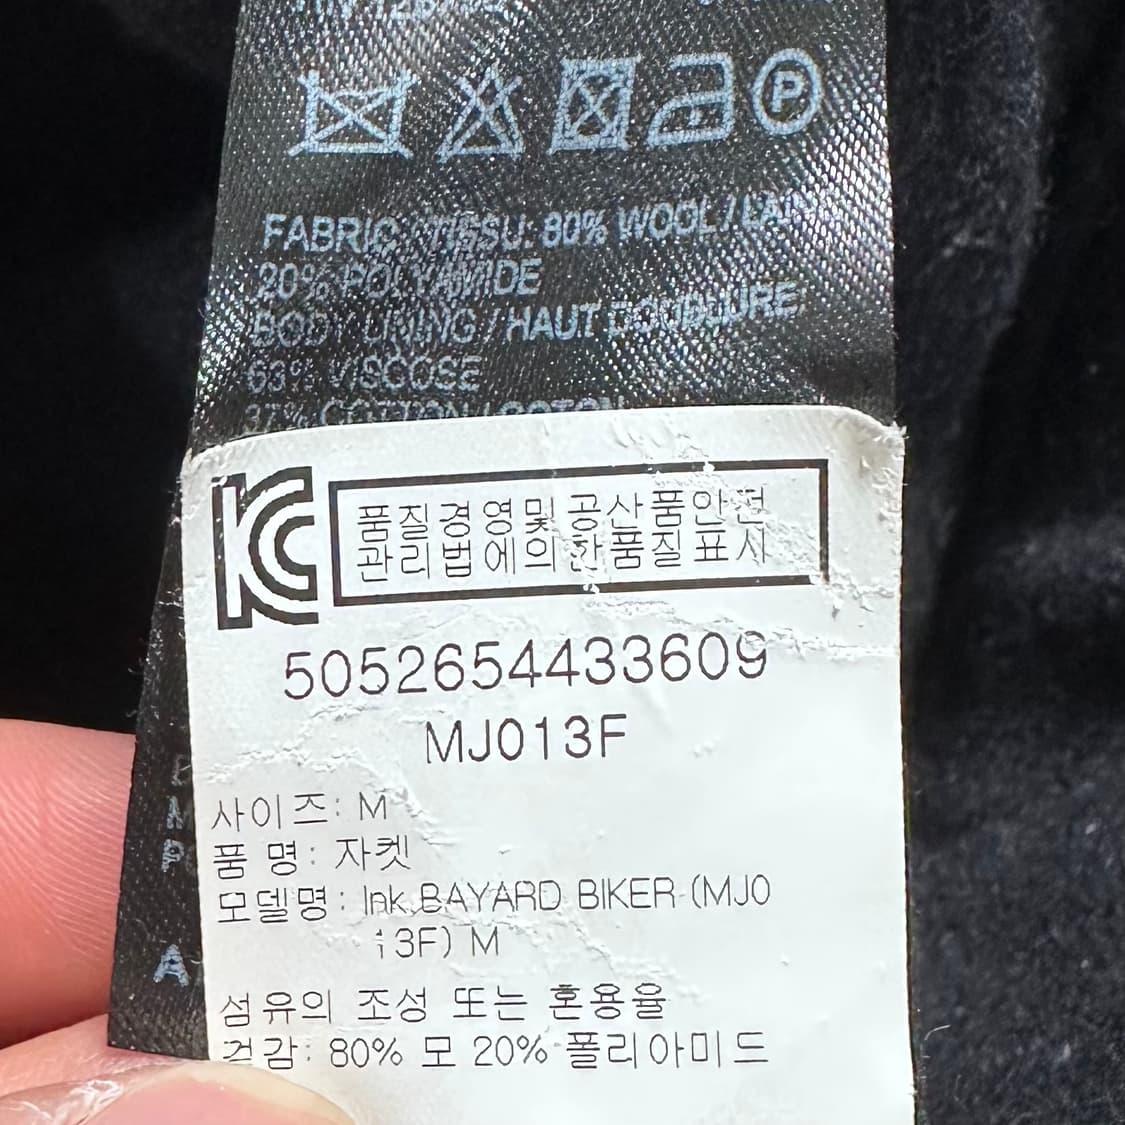 P
FABRIC / TISSU: 80% WOOL / LAINE
20% POLYAMIDE
BODY LINING / HAUT DOUBLURE
63% VISCOSE
37% COTTON / COTON
품질경영및 공산품안전
관리법에의한품질표시
5052654433609
MJ013F
사이즈: M
품 명: 자켓
모델명: Ink BAYARD BIKER (MJ0
13F) M
섬유의 조성 또는 혼용율
겉감: 80% 모 20% 폴리아미드
A